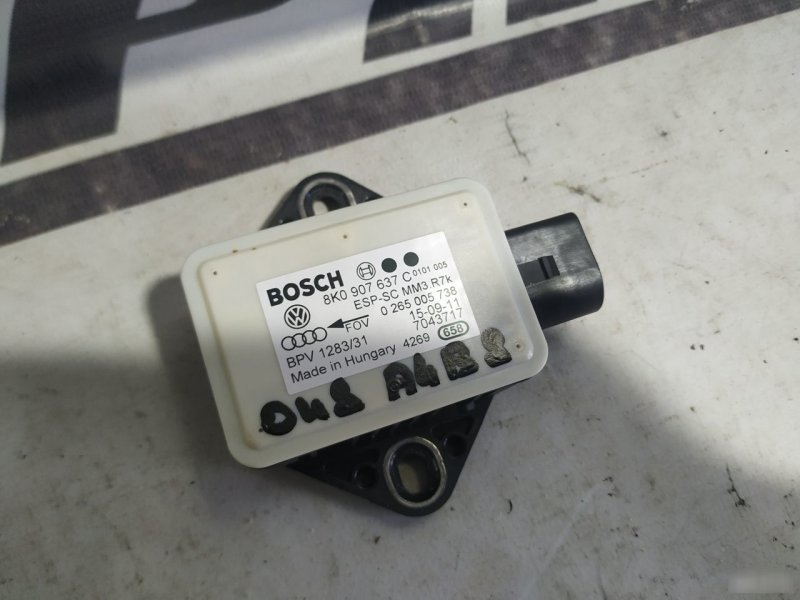 BOSCH
8K0 907 637 C 0101 005
ESP-SC MM3.R7k
0 265 005 738
FOV 15-09-11
7043717
BPV 1283/31
Made in Hungary 4269 658
A4B8